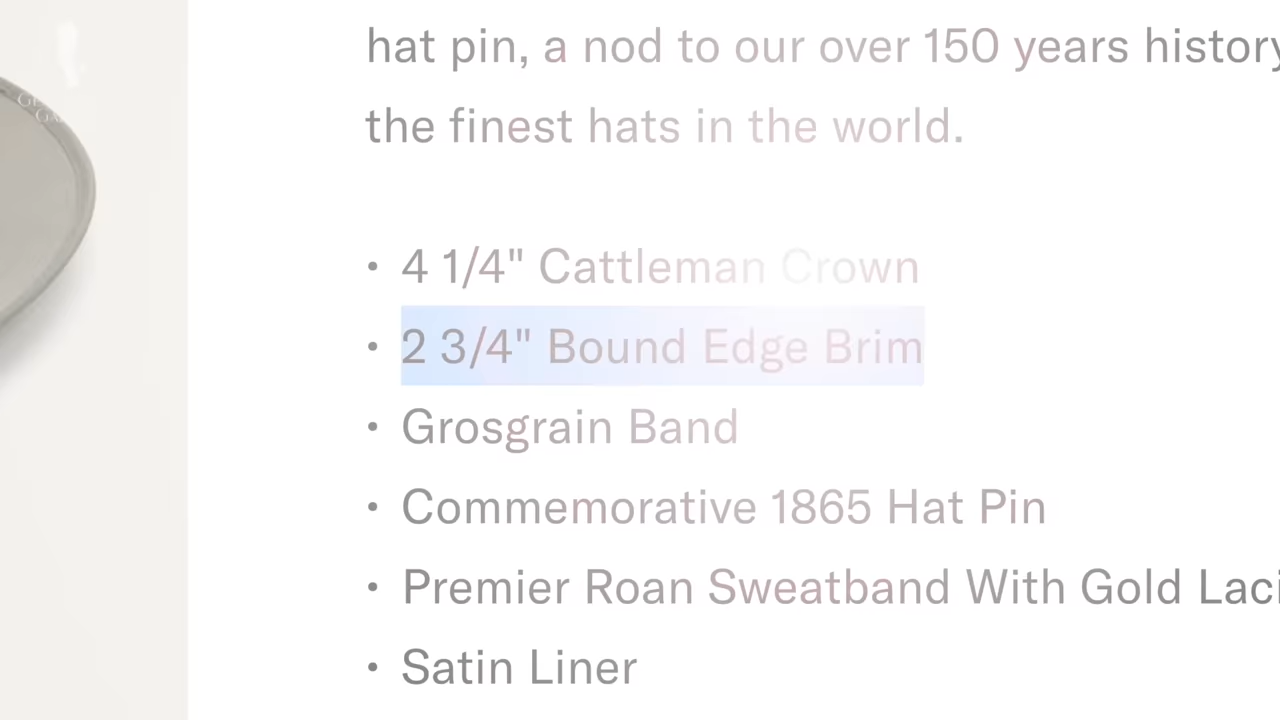 hat pin, a nod to our over 150 years history
the finest hats in the world.
• 4 1/4" Cattleman Crown
• 2 3/4" Bound Edge Brim
• Grosgrain Band
• Commemorative 1865 Hat Pin
• Premier Roan Sweatband With Gold Laci
• Satin Liner